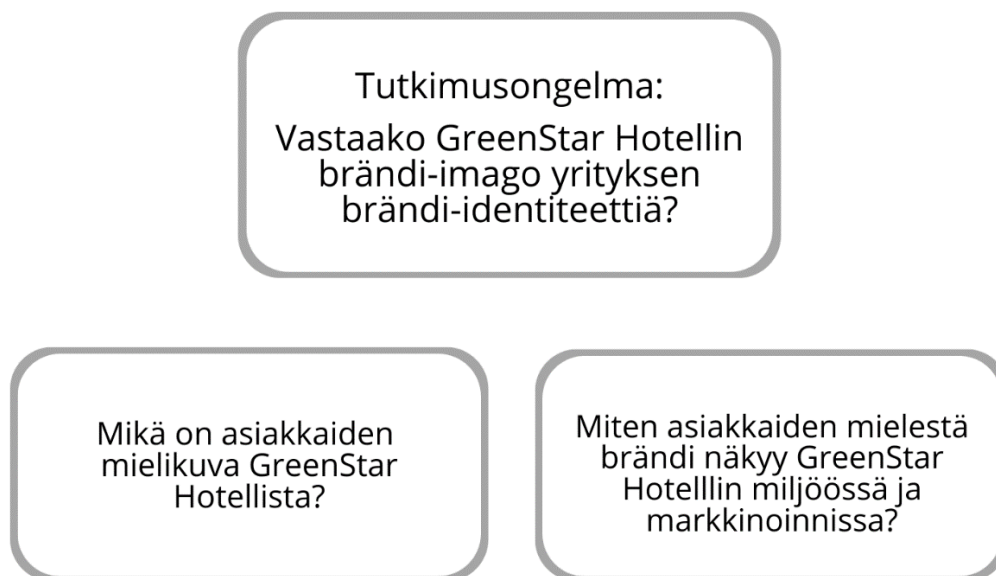 Tutkimusongelma:
Vastaako GreenStar Hotellin
brändi-imago yrityksen
brändi-identiteettiä?
Mikä on asiakkaiden
mielikuva GreenStar
Hotellista?
Miten asiakkaiden mielestä
brändi näkyy GreenStar
Hotelllin miljöössä ja
markkinoinnissa?